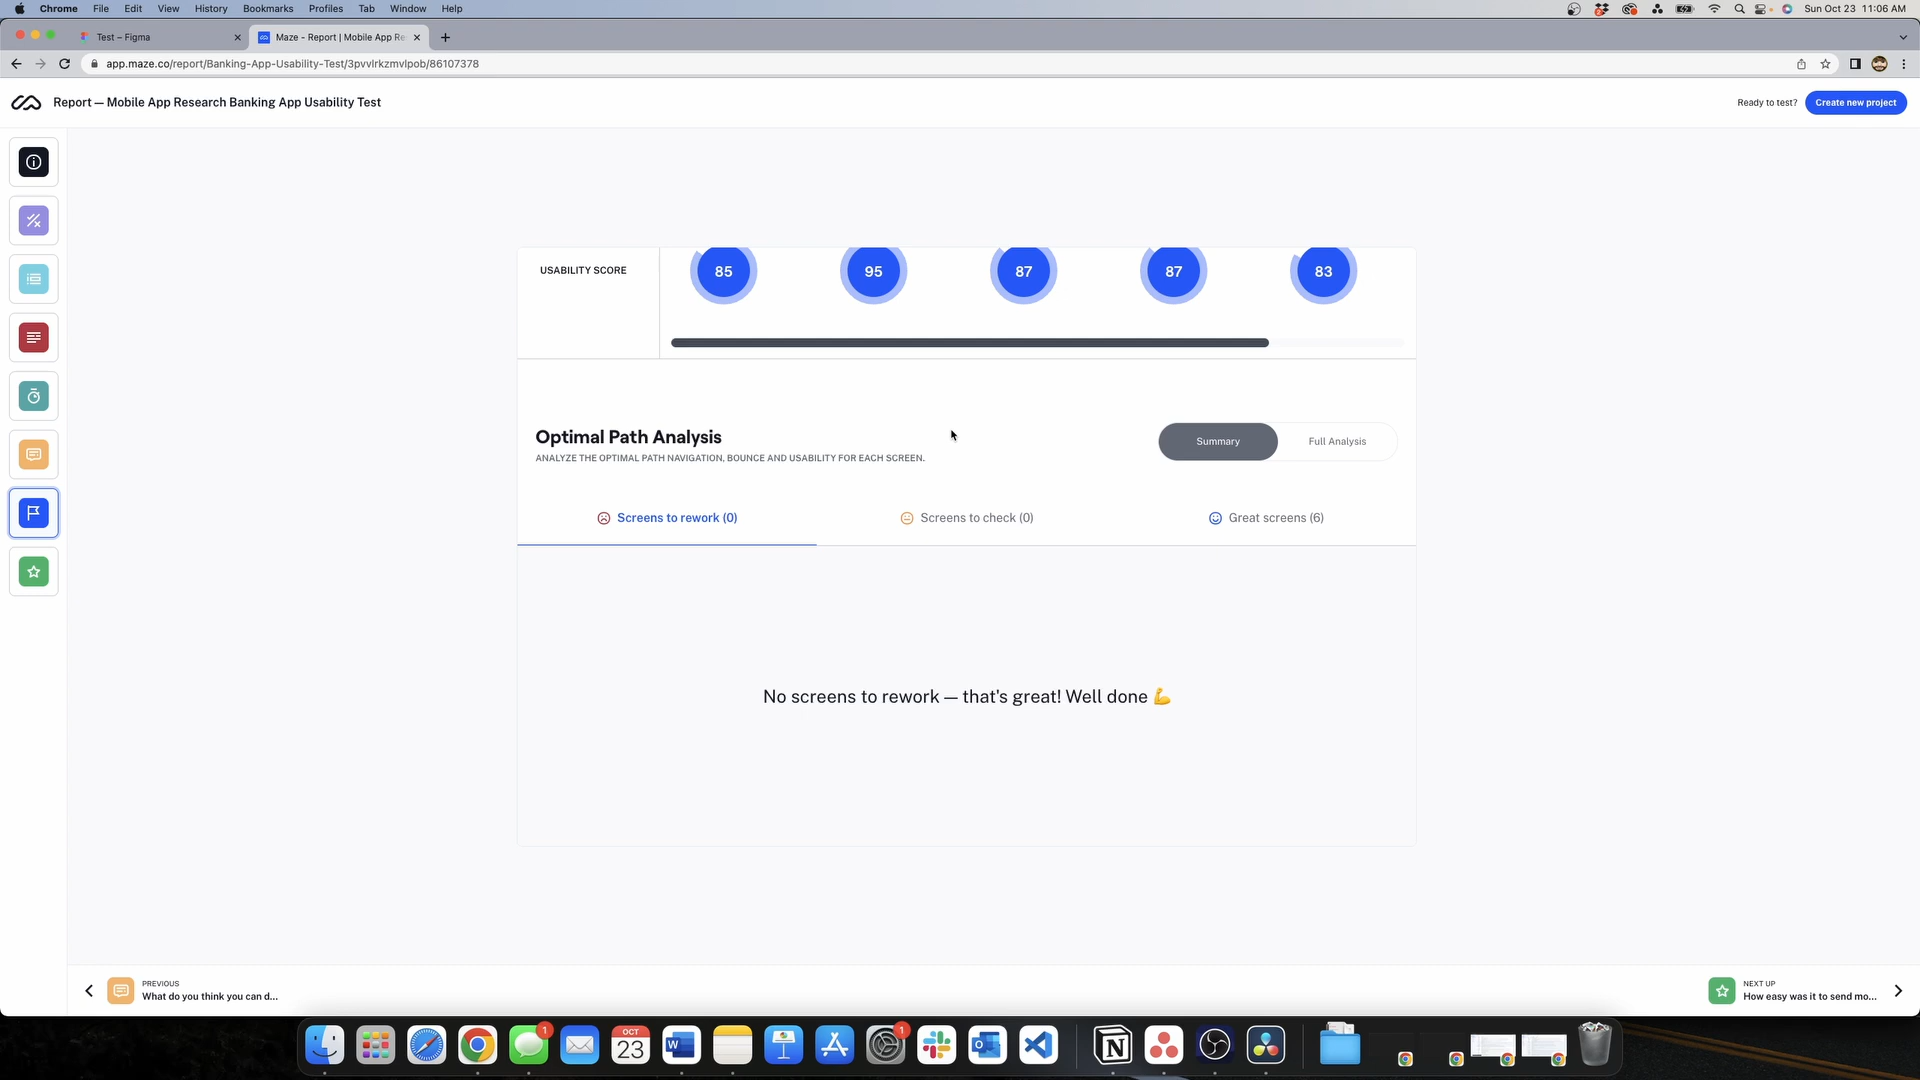 Chrome File Edit View History Bookmarks Profiles Tab Window Help Sun Oct 23 11:06 AM
Test – Figma Maze - Report | Mobile App Re
app.maze.co/report/Banking-App-Usability-Test/3pvvlrkzmvlpob/86107378
Report — Mobile App Research Banking App Usability Test Ready to test? Create new project
USABILITY SCORE 85 95 87 87 83
Optimal Path Analysis
ANALYZE THE OPTIMAL PATH NAVIGATION, BOUNCE AND USABILITY FOR EACH SCREEN.
Summary Full Analysis
Screens to rework (0) Screens to check (0) Great screens (6)
No screens to rework — that's great! Well done 💪
PREVIOUS
What do you think you can d...
NEXT UP
How easy was it to send mo...
1 OCT 1
23